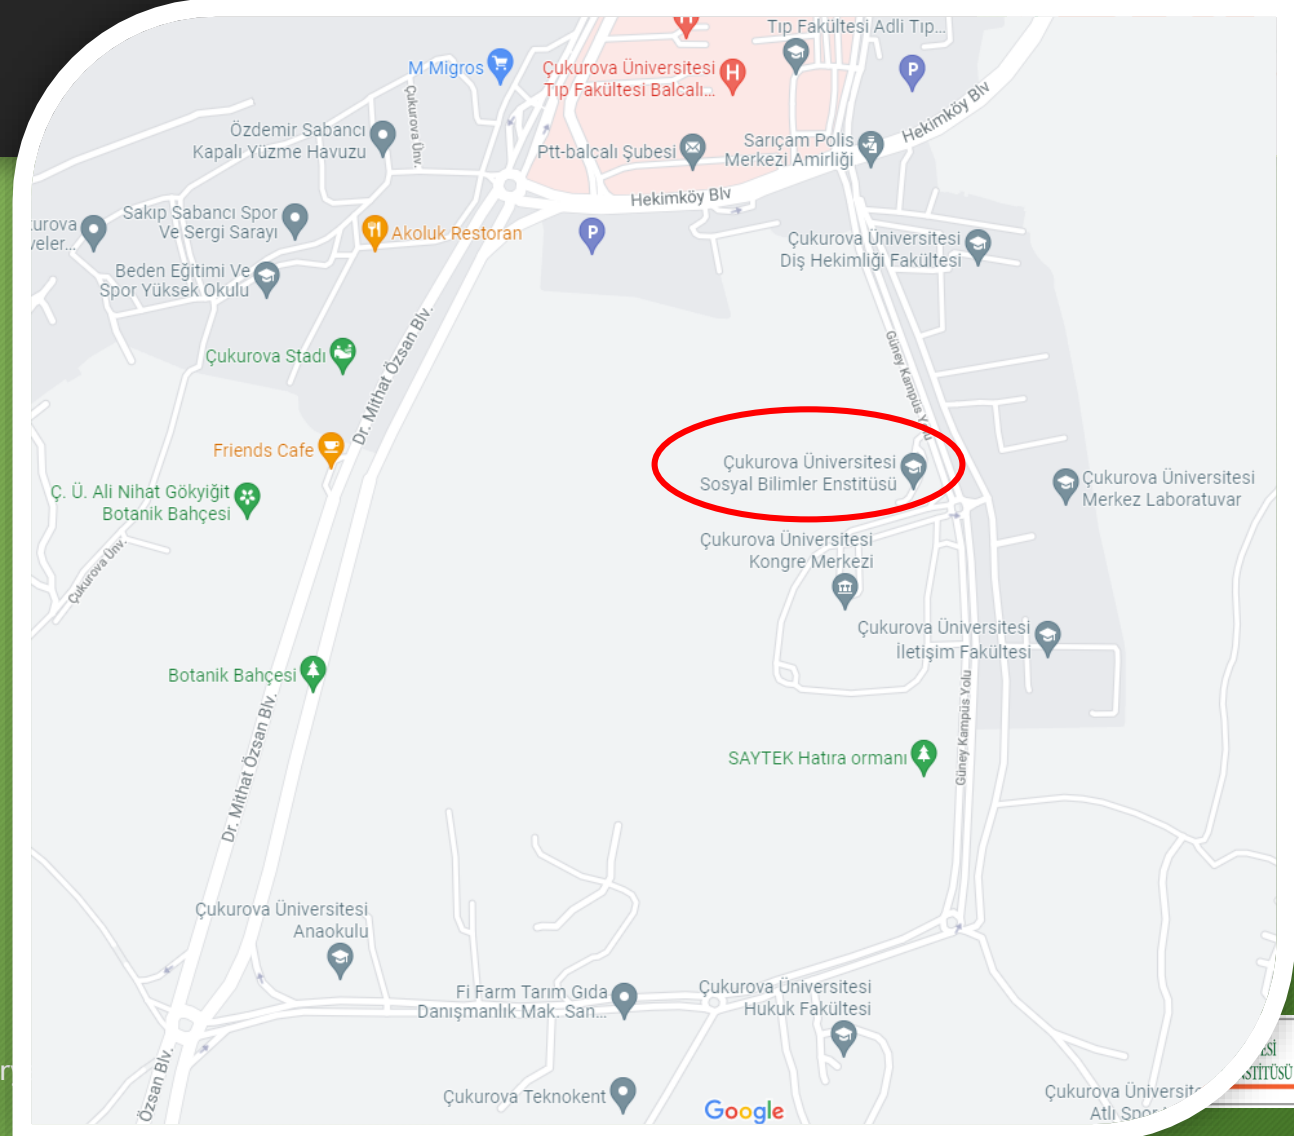 Tıp Fakültesi Adli Tıp...
M Migros
Çukurova Üniversitesi
Tıp Fakültesi Balcalı...
H
H
P
Hekimköy Blv
Çukurova Ünv.
Özdemir Sabancı
Kapalı Yüzme Havuzu
Ptt-balcalı Şubesi
Sarıçam Polis
Merkezi Amirliği
Hekimköy Blv
Sakıp Sabancı Spor
Ve Sergi Sarayı
Akoluk Restoran
P
Çukurova Üniversitesi
Diş Hekimliği Fakültesi
Beden Eğitimi Ve
Spor Yüksek Okulu
Çukurova Stadı
Dr. Mithat Özsan Blv.
Güney Kampüs Yolu
Friends Cafe
Çukurova Üniversitesi
Sosyal Bilimler Enstitüsü
Çukurova Üniversitesi
Merkez Laboratuvar
Ç. Ü. Ali Nihat Gökyiğit
Botanik Bahçesi
Çukurova Ünv.
Çukurova Üniversitesi
Kongre Merkezi
Çukurova Üniversitesi
İletişim Fakültesi
Botanik Bahçesi
Dr. Mithat Özsan Blv.
Güney Kampüs Yolu
SAYTEK Hatıra ormanı
Çukurova Üniversitesi
Anaokulu
Fi Farm Tarım Gıda
Danışmanlık Mak. San...
Çukurova Üniversitesi
Hukuk Fakültesi
Özsan Blv.
Çukurova Teknokent
Google
Çukurova Üniversite
Atlı Spor